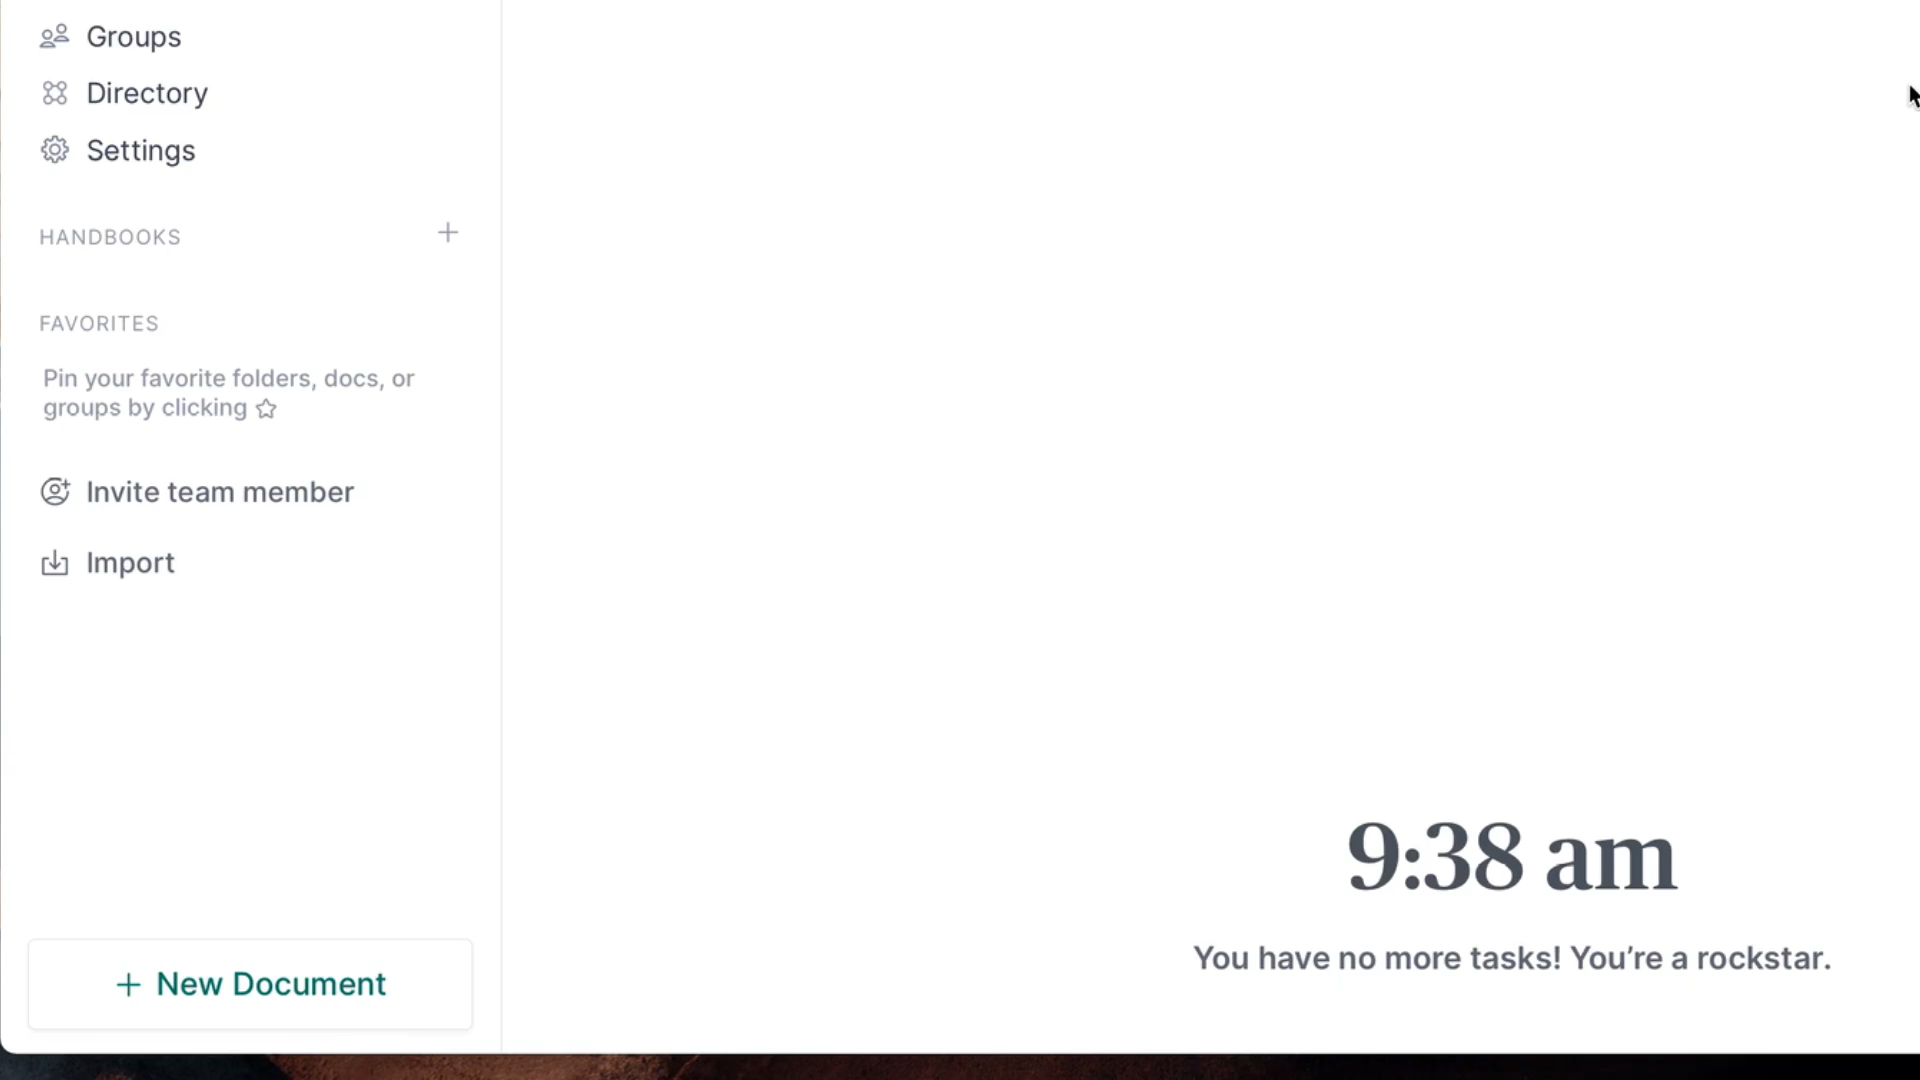 Groups
Directory
Settings
HANDBOOKS
FAVORITES
Pin your favorite folders, docs, or
groups by clicking
Invite team member
Import
+ New Document
9:38 am
You have no more tasks! You’re a rockstar.